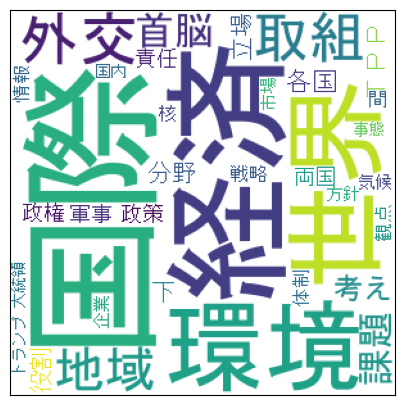 外交
首脳
立場
取組
ＴＰＰ
情報
国内
責任
核
市場
各国
間
事態
国際
経済
世界
分野
戦略
両国
方針
気候
政権
軍事
政策
観点
トランプ大統領
企業
下
体制
考え
役割
地域
環境
課題